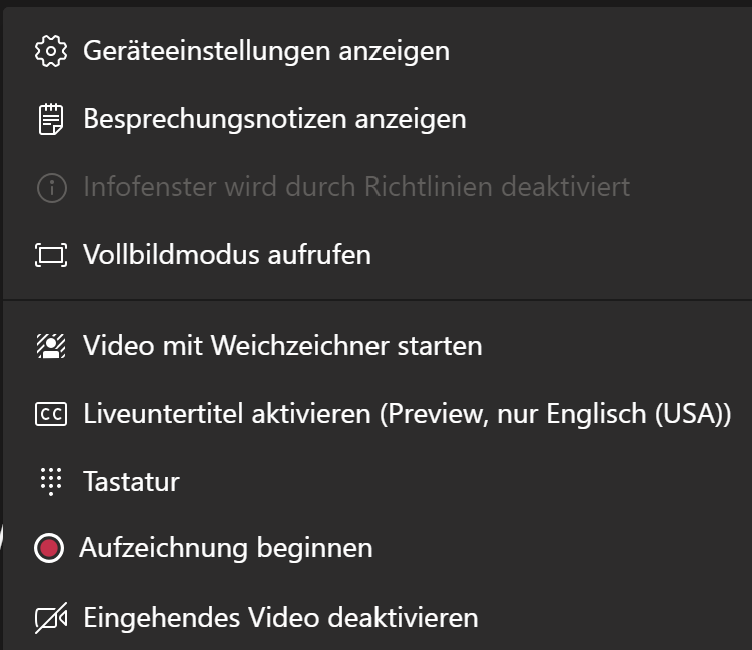 Geräteeinstellungen anzeigen
Besprechungsnotizen anzeigen
Infofenster wird durch Richtlinien deaktiviert
Vollbildmodus aufrufen
Video mit Weichzeichner starten
CC Liveuntertitel aktivieren (Preview, nur Englisch (USA))
Tastatur
Aufzeichnung beginnen
Eingehendes Video deaktivieren